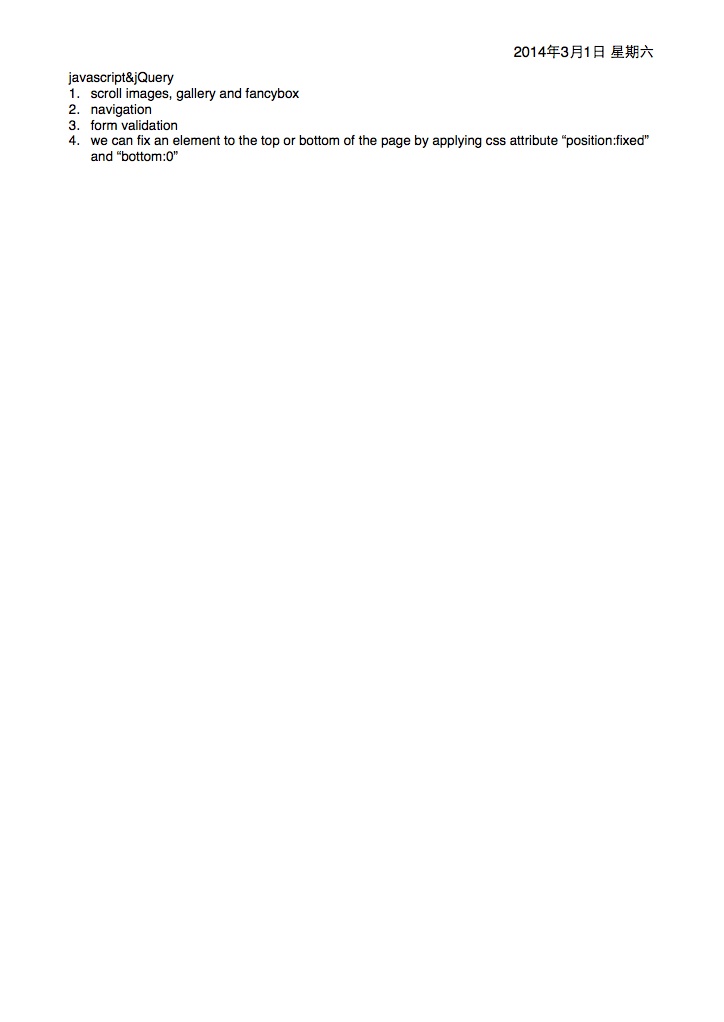 2014年3月1日 星期六
javascript&jQuery
1. scroll images, gallery and fancybox
2. navigation
3. form validation
4. we can fix an element to the top or bottom of the page by applying css attribute “position:fixed”
and “bottom:0”